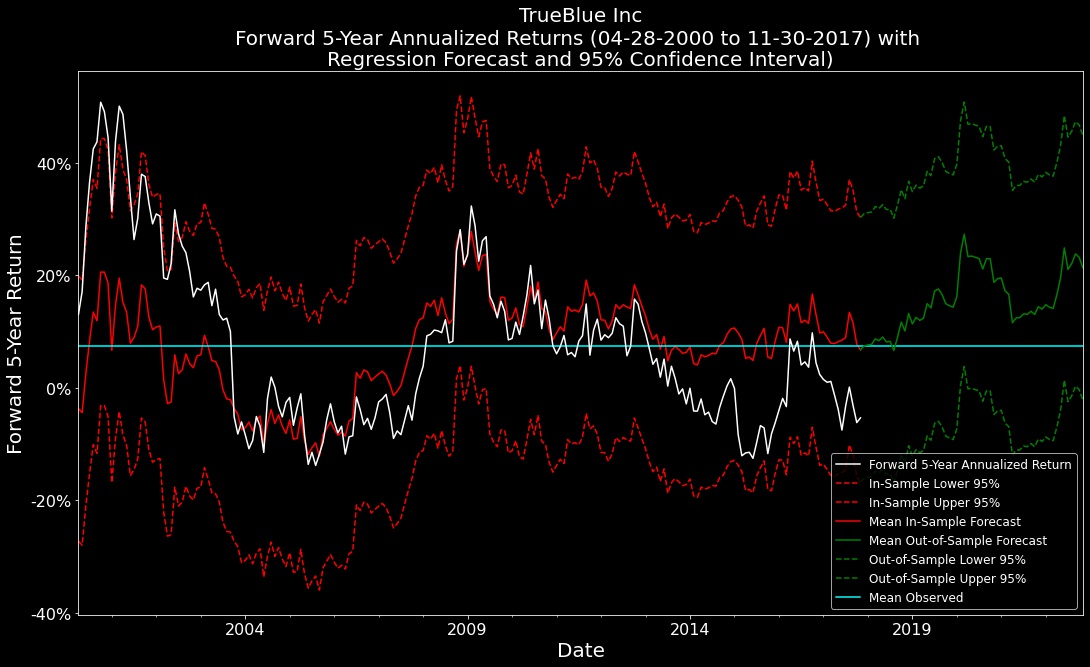 TrueBlue Inc
Forward 5-Year Annualized Returns (04-28-2000 to 11-30-2017) with
Regression Forecast and 95% Confidence Interval)
Forward 5-Year Return
40%
20%
0%
-20%
-40%
2004
2009
2014
2019
Date
Forward 5-Year Annualized Return
In-Sample Lower 95%
In-Sample Upper 95%
Mean In-Sample Forecast
Mean Out-of-Sample Forecast
Out-of-Sample Lower 95%
Out-of-Sample Upper 95%
Mean Observed